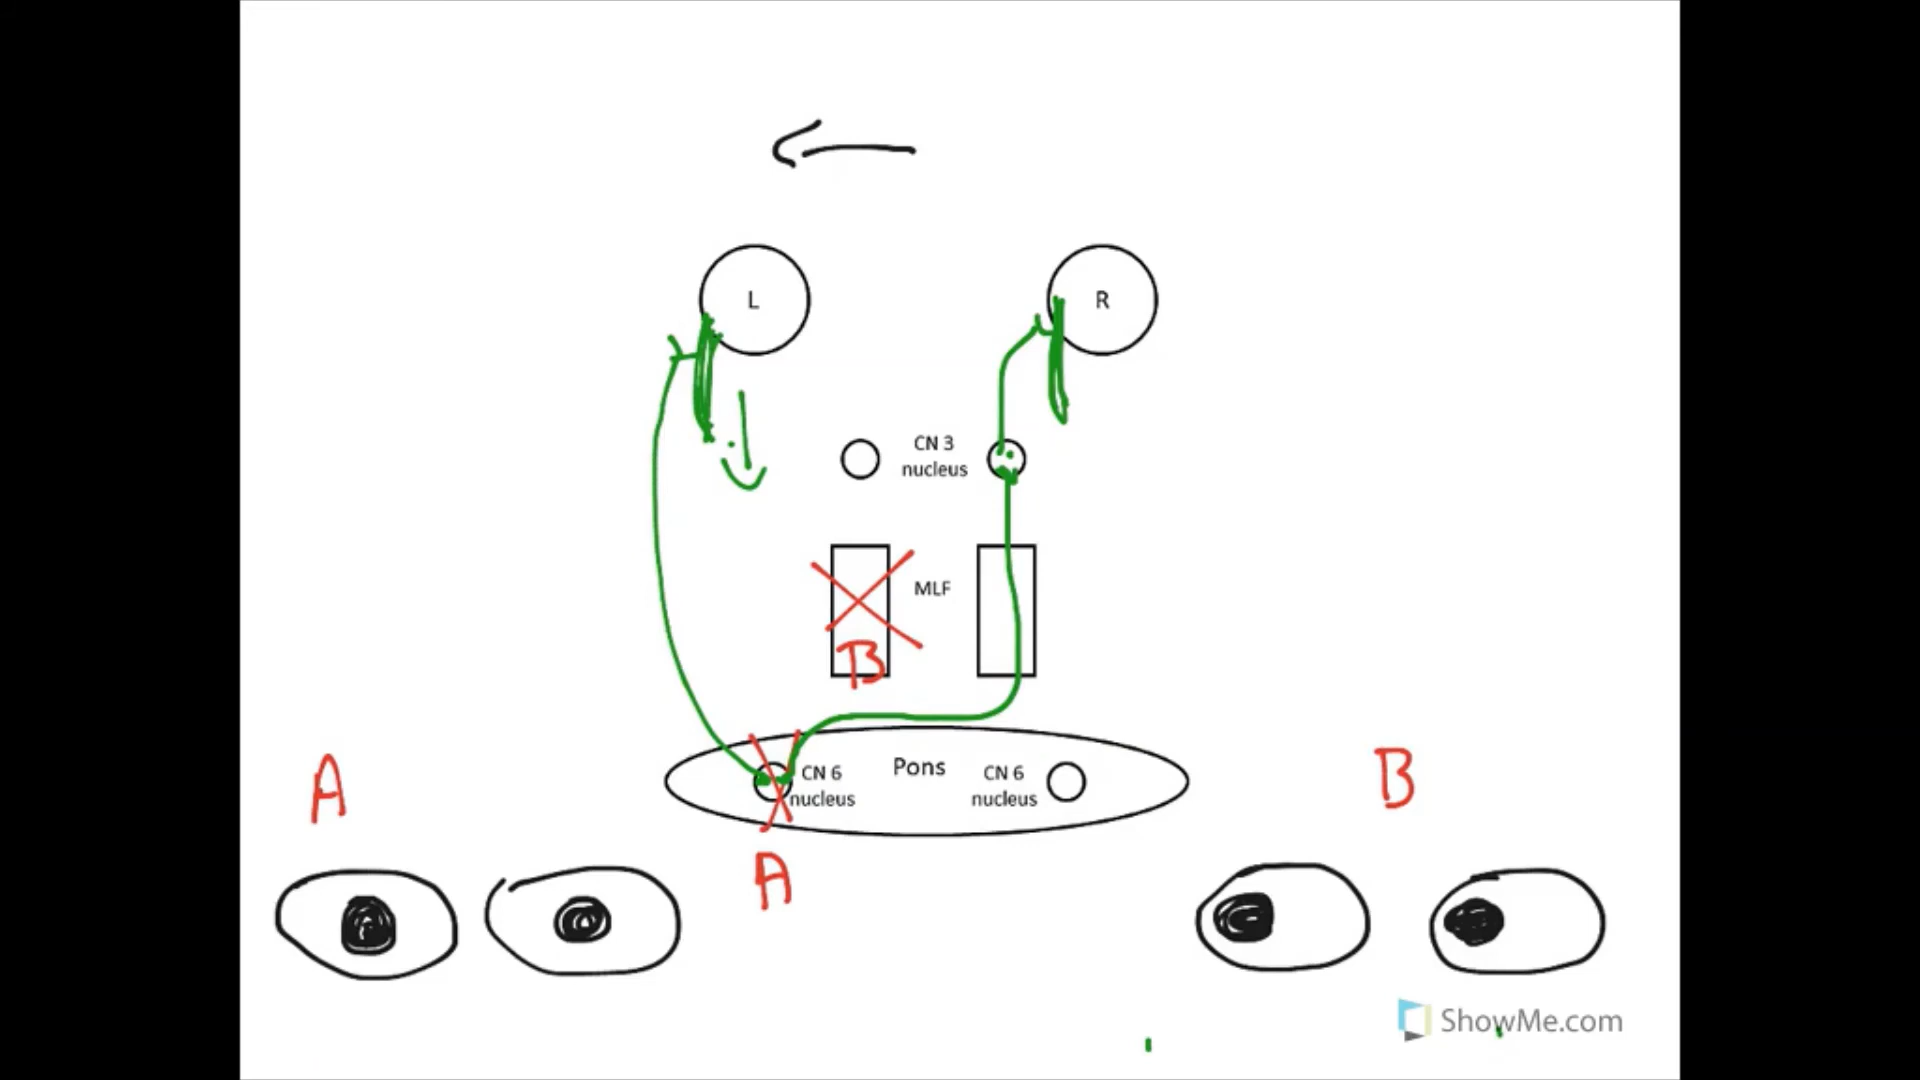 L
R
CN 3
nucleus
MLF
B
Pons
CN 6
nucleus
CN 6
nucleus
A
A
B
ShowMe.com